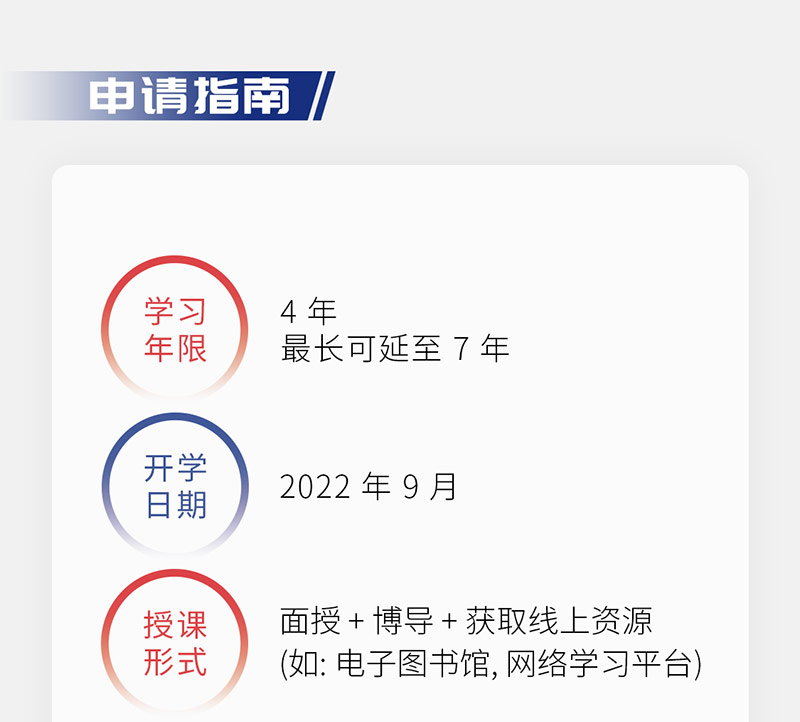 申请指南
学习
年限
4 年
最长可延至 7 年
开学
日期
2022 年 9 月
授课
形式
面授 + 博导 + 获取线上资源
(如: 电子图书馆, 网络学习平台)